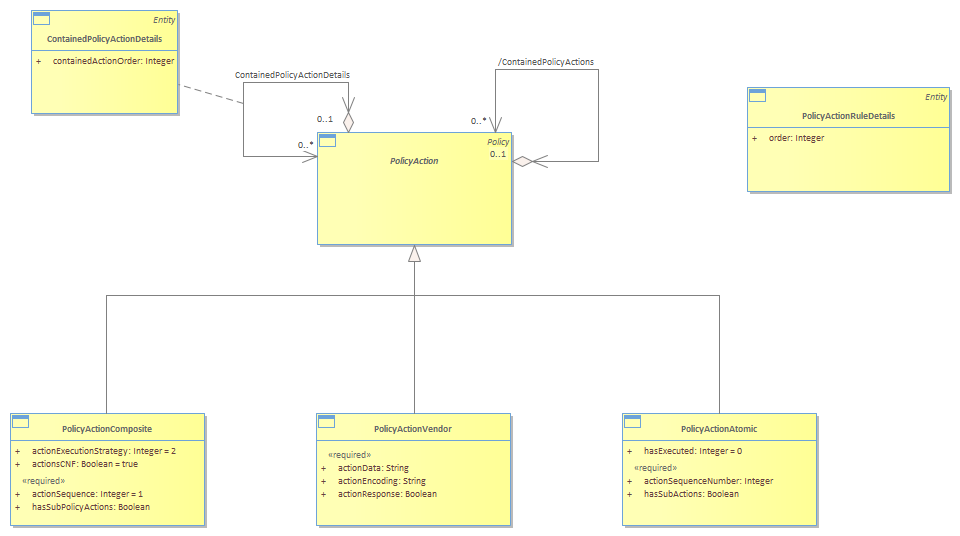 Entity
ContainedPolicyActionDetails
+ containedActionOrder: Integer
ContainedPolicyActionDetails
0..1
0..*
/ContainedPolicyActions
0..*
Policy
0..1
PolicyAction
Entity
PolicyActionRuleDetails
+ order: Integer
PolicyActionComposite
+ actionExecutionStrategy: Integer = 2
+ actionsCNF: Boolean = true
«required»
+ actionSequence: Integer = 1
+ hasSubPolicyActions: Boolean
PolicyActionVendor
«required»
+ actionData: String
+ actionEncoding: String
+ actionResponse: Boolean
PolicyActionAtomic
+ hasExecuted: Integer = 0
«required»
+ actionSequenceNumber: Integer
+ hasSubActions: Boolean